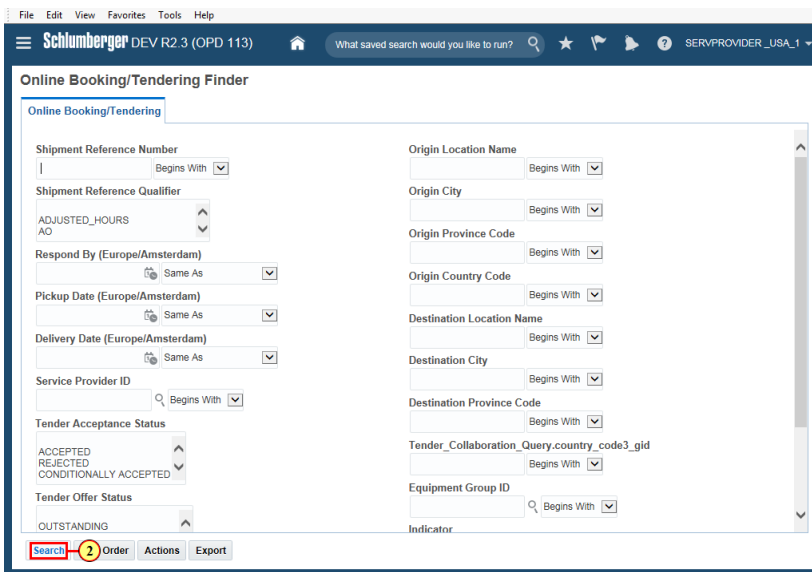 File Edit View Favorites Tools Help
Schlumberger DEV R2.3 (OPD 113) What saved search would you like to run? ? SERVPROVIDER_USA_1
Online Booking/Tendering Finder
Online Booking/Tendering
Shipment Reference Number
Begins With
Shipment Reference Qualifier
ADJUSTED_HOURS
AO
Respond By (Europe/Amsterdam)
Same As
Pickup Date (Europe/Amsterdam)
Same As
Delivery Date (Europe/Amsterdam)
Same As
Service Provider ID
Begins With
Tender Acceptance Status
ACCEPTED
REJECTED
CONDITIONALLY ACCEPTED
Tender Offer Status
OUTSTANDING
Origin Location Name
Begins With
Origin City
Begins With
Origin Province Code
Begins With
Origin Country Code
Begins With
Destination Location Name
Begins With
Destination City
Begins With
Destination Province Code
Begins With
Tender_Collaboration_Query.country_code3_gid
Begins With
Equipment Group ID
Begins With
Indicator
Search 2 Order Actions Export